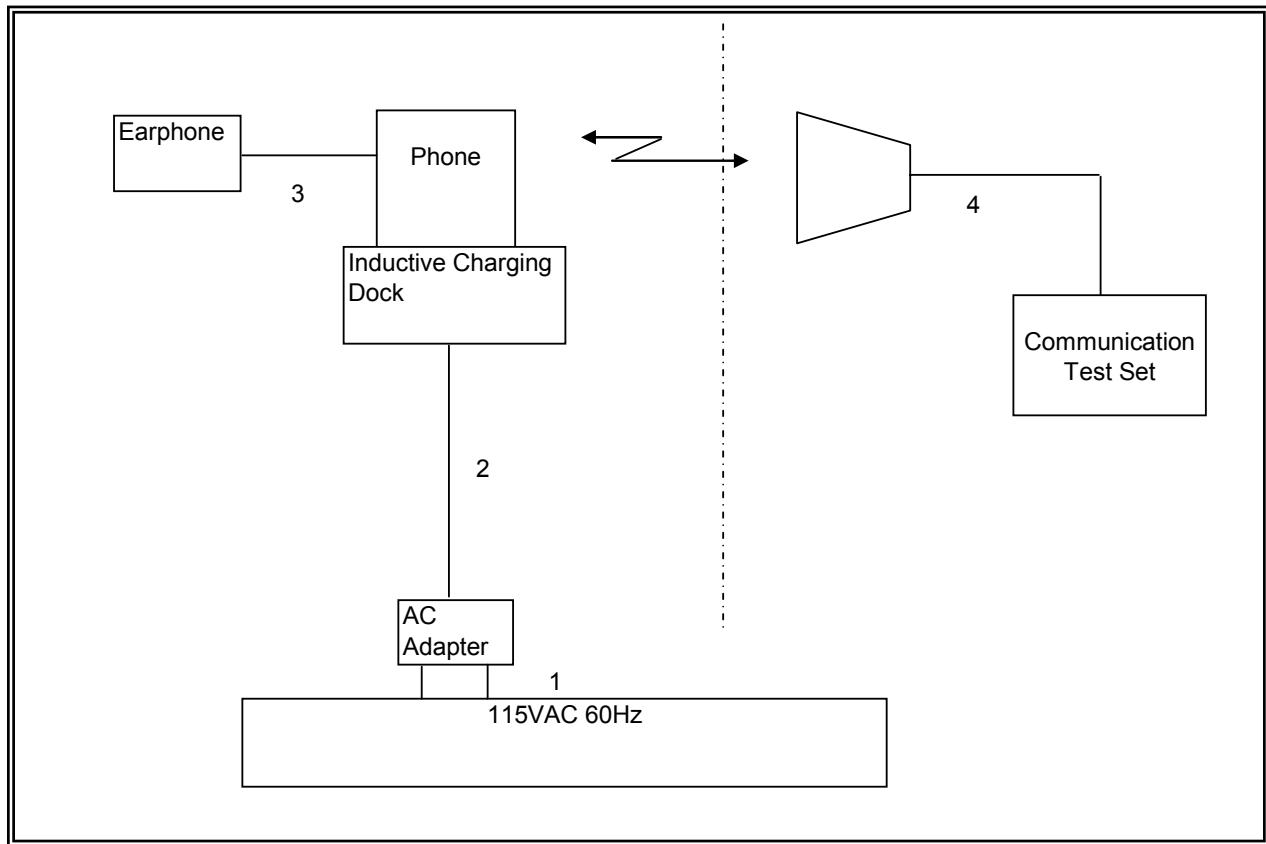 Earphone
Phone
3
4
Inductive Charging
Dock
Communication
Test Set
2
AC
Adapter
1
115VAC 60Hz